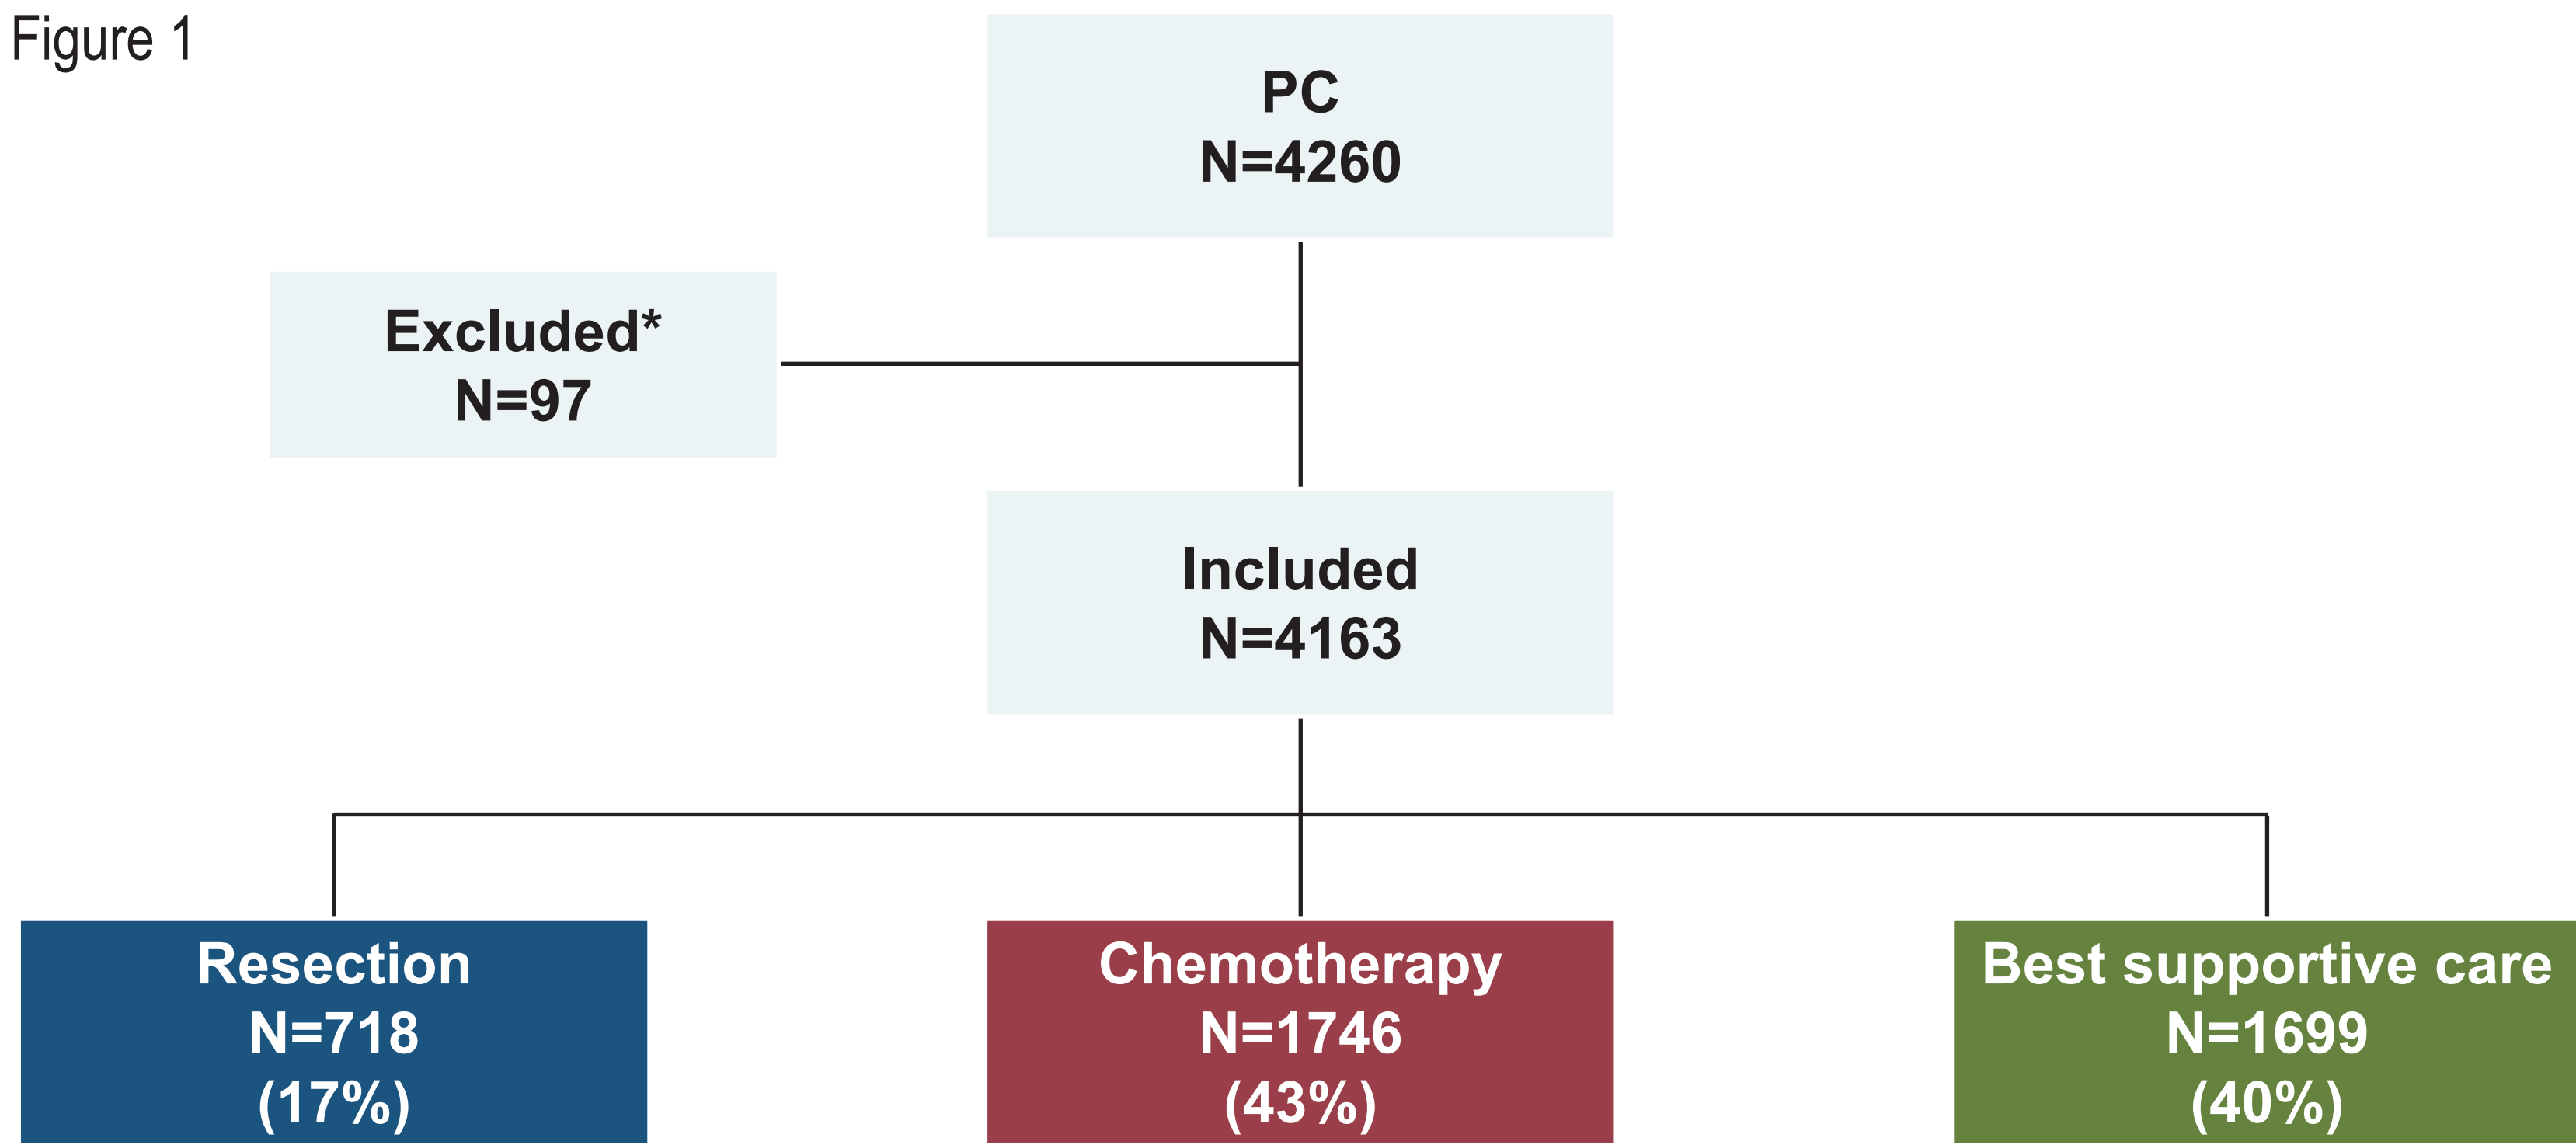 Figure 1
PC
N=4260
Excluded*
N=97
Included
N=4163
Resection
N=718
(17%)
Chemotherapy
N=1746
(43%)
Best supportive care
N=1699
(40%)